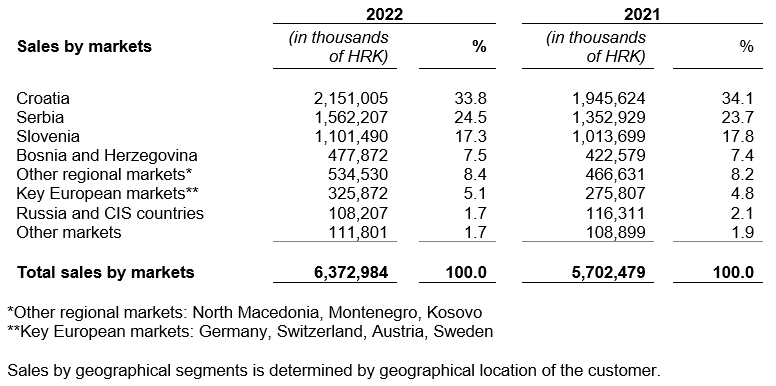 2022 2021
Sales by markets (in thousands of HRK) % (in thousands of HRK) %
Croatia 2,151,005 33.8 1,945,624 34.1
Serbia 1,562,207 24.5 1,352,929 23.7
Slovenia 1,101,490 17.3 1,013,699 17.8
Bosnia and Herzegovina 477,872 7.5 422,579 7.4
Other regional markets* 534,530 8.4 466,631 8.2
Key European markets** 325,872 5.1 275,807 4.8
Russia and CIS countries 108,207 1.7 116,311 2.1
Other markets 111,801 1.7 108,899 1.9
Total sales by markets 6,372,984 100.0 5,702,479 100.0
*Other regional markets: North Macedonia, Montenegro, Kosovo
**Key European markets: Germany, Switzerland, Austria, Sweden
Sales by geographical segments is determined by geographical location of the customer.